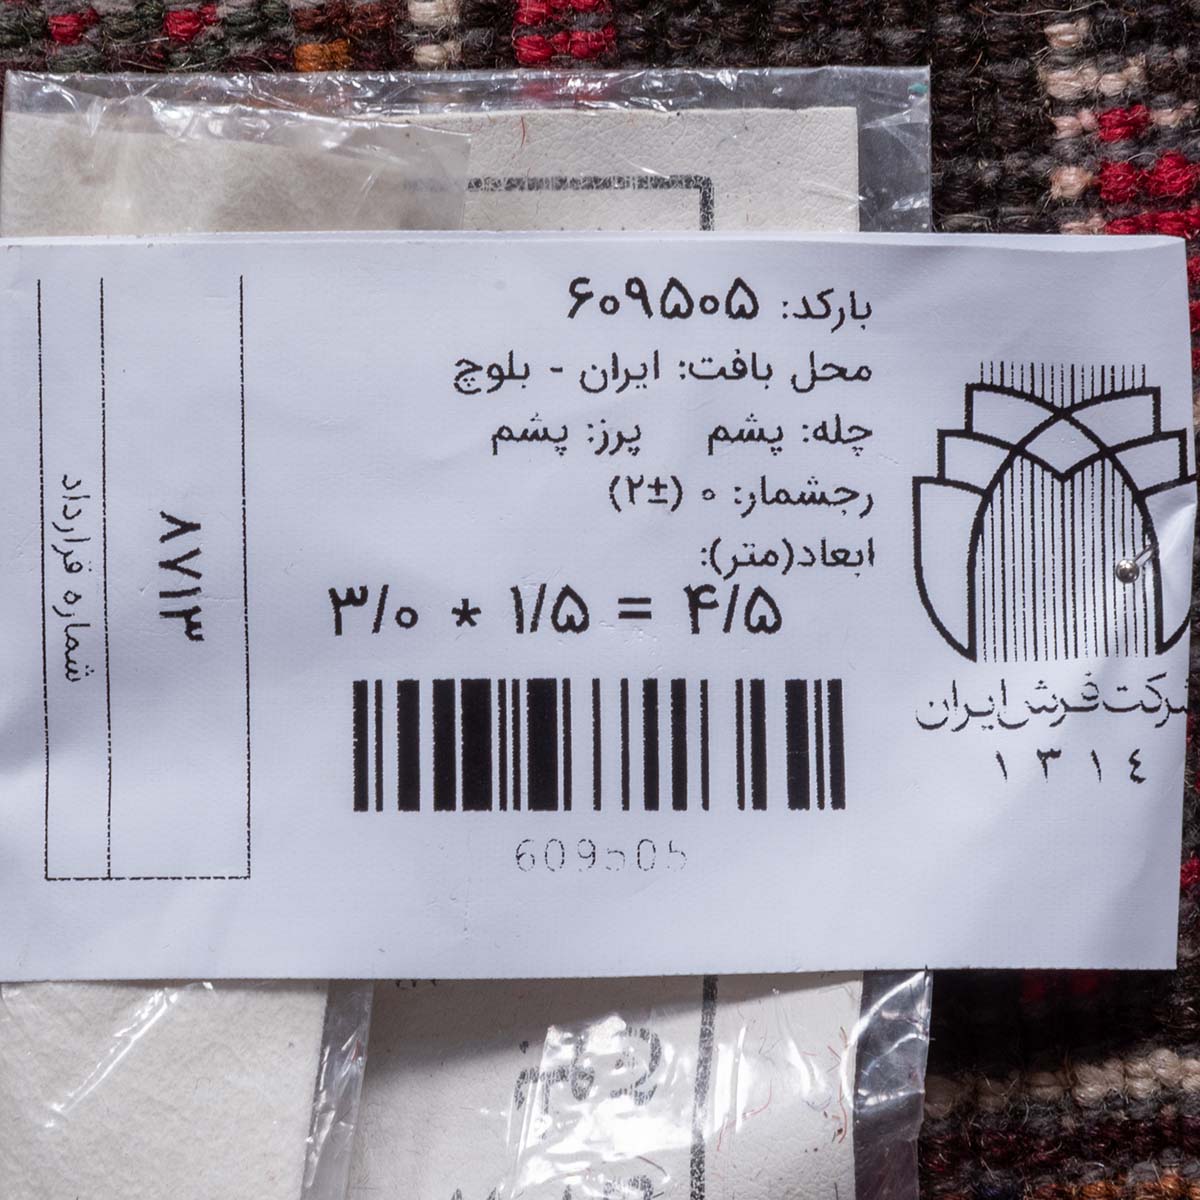 بارکد: ۶۰۹۵۰۵
محل بافت: ایران - بلوچ
چله: پشم پرز: پشم
رجشمار: ۰ (±۲)
ابعاد(متر):
۳/۰ * ۱/۵ = ۴/۵
609505
شرکت فرش ایران
۱۳۱٤
شماره قرارداد
۸۷۱۳